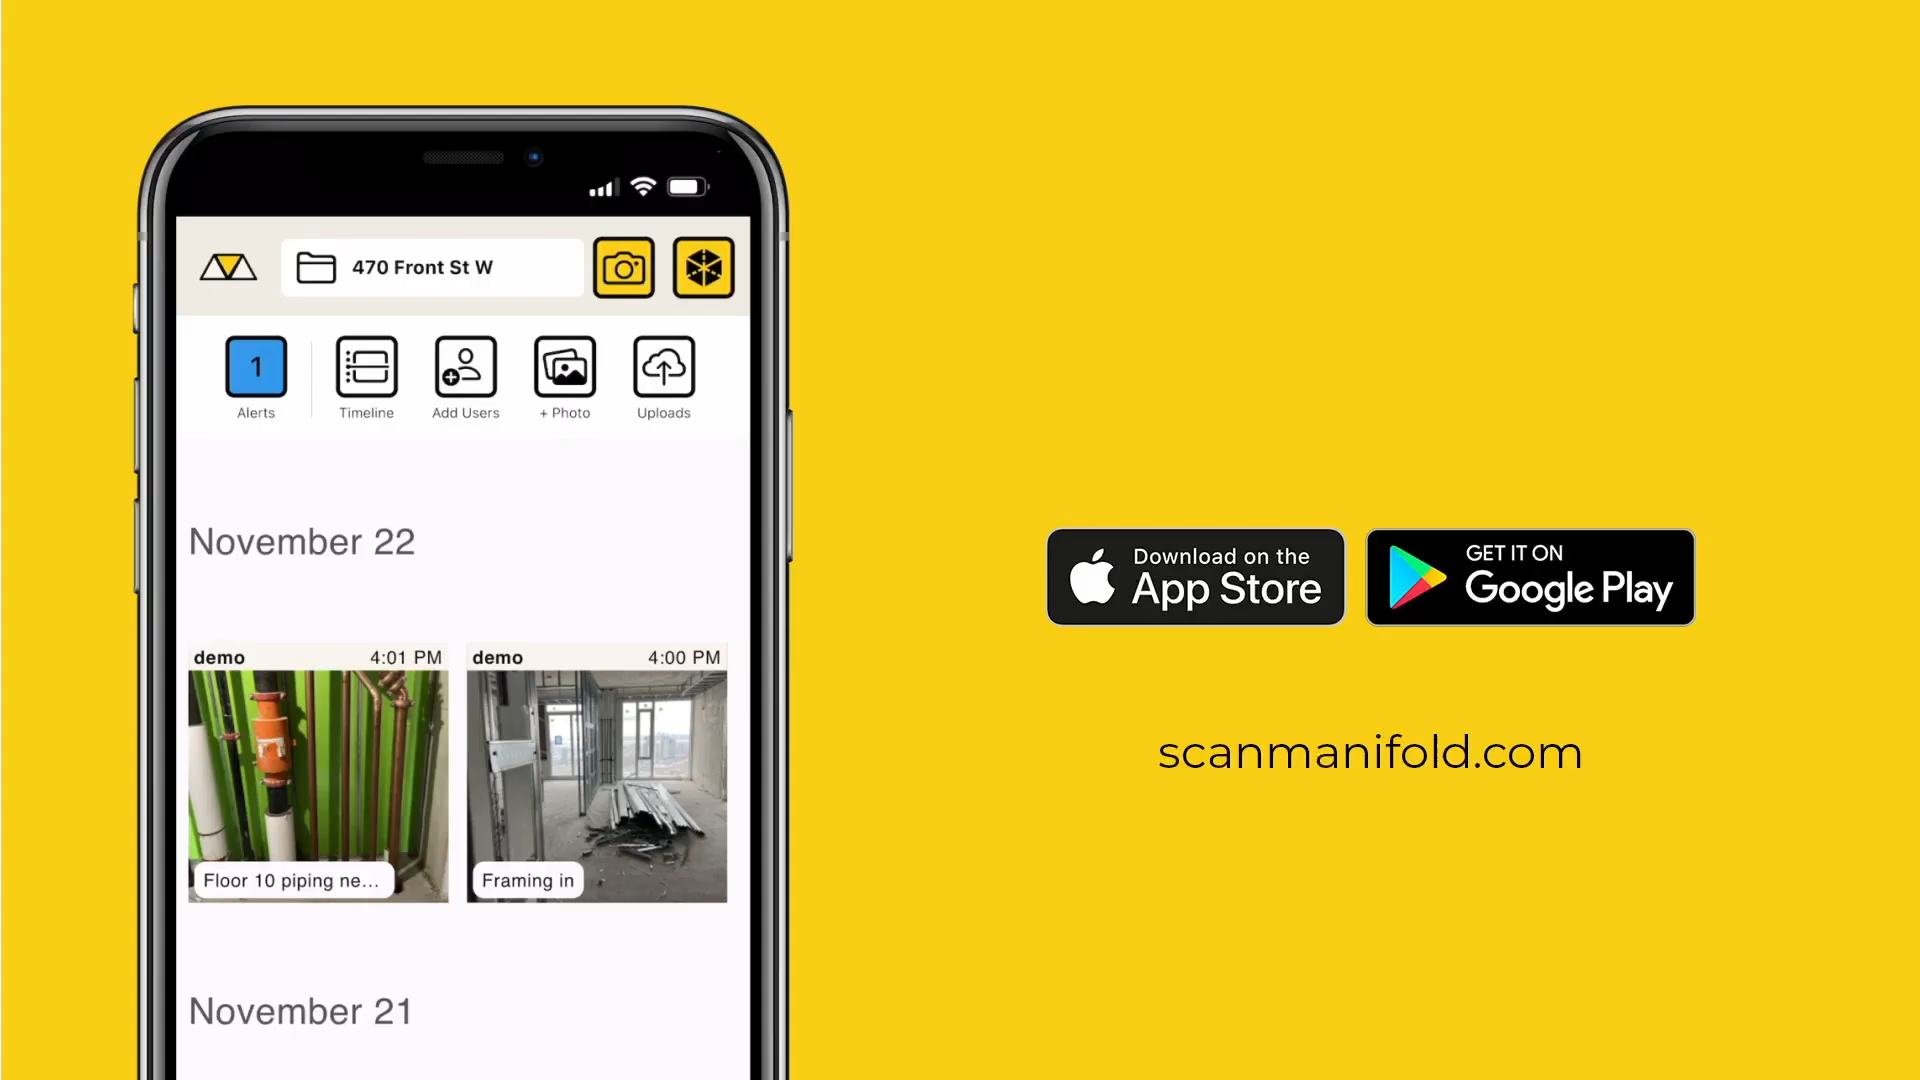 470 Front St W
1
Alerts
Timeline
Add Users
+ Photo
Uploads
November 22
demo 4:01 PM
demo 4:00 PM
Floor 10 piping ne...
Framing in
November 21
Download on the
App Store
GET IT ON
Google Play
scanmanifold.com